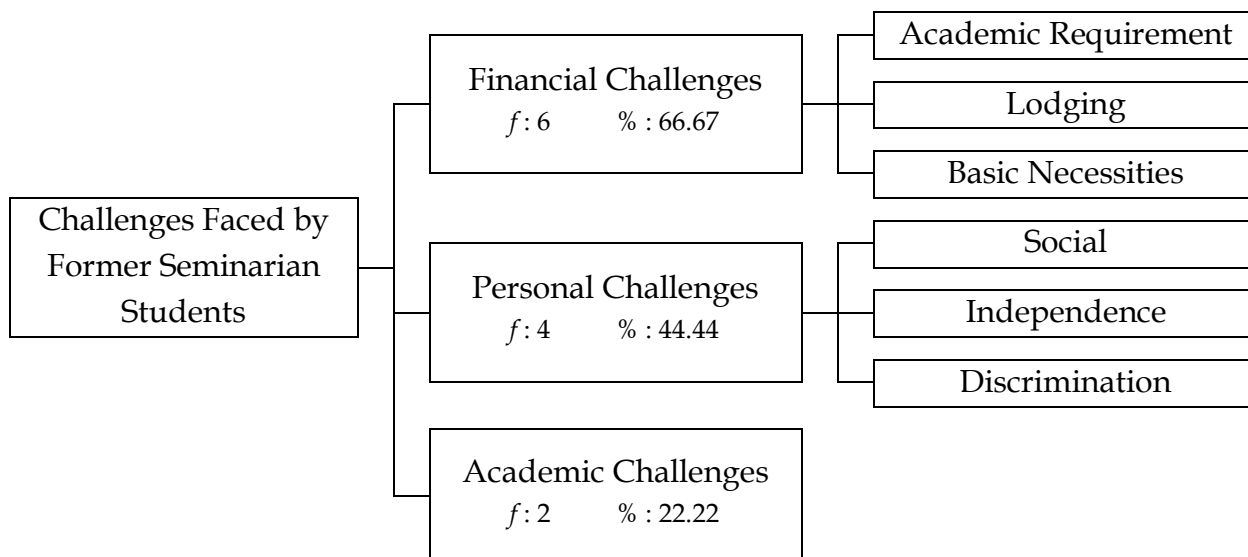 Challenges Faced by
Former Seminarian
Students
Financial Challenges
f : 6 % : 66.67
Academic Requirement
Lodging
Basic Necessities
Personal Challenges
f : 4 % : 44.44
Social
Independence
Discrimination
Academic Challenges
f : 2 % : 22.22